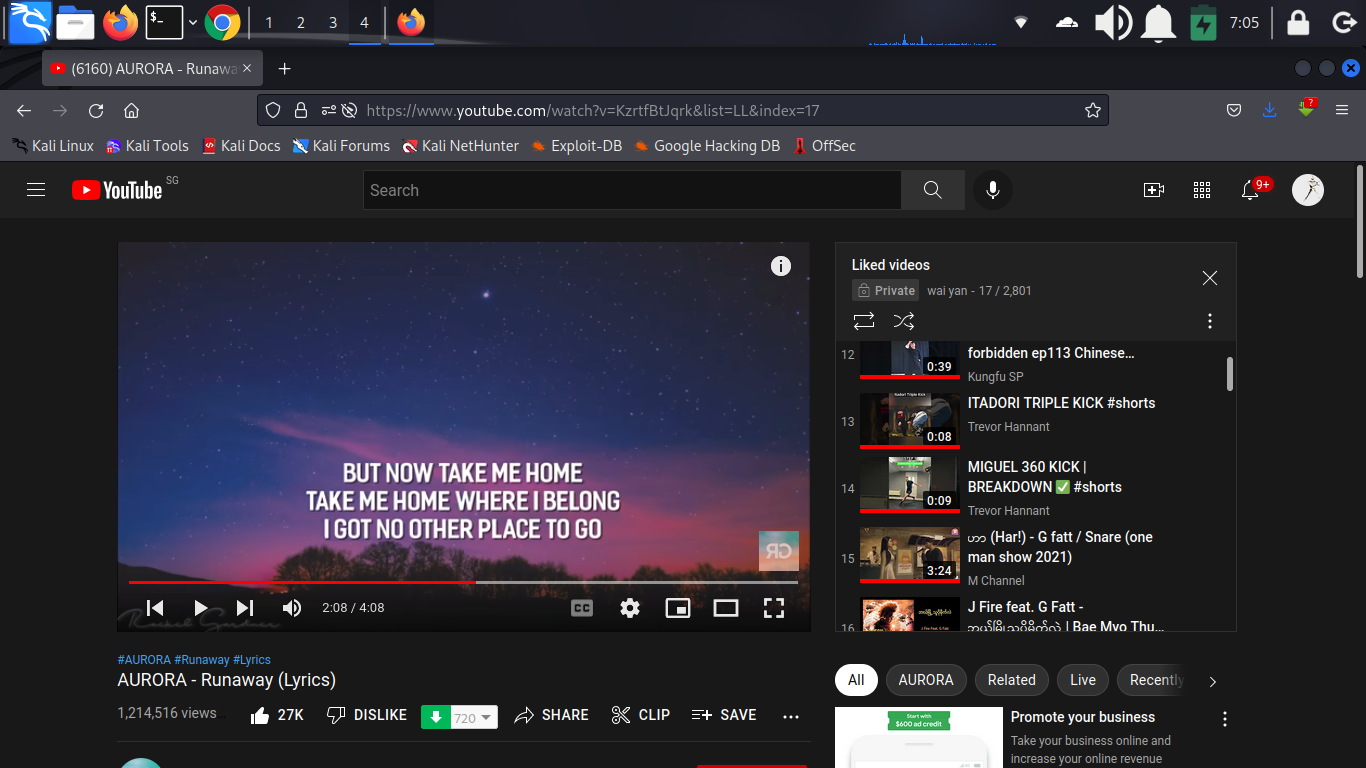 1 2 3 4
7:05
(6160) AURORA - Runawa
https://www.youtube.com/watch?v=KzrtfBtJqrk&list=LL&index=17
Kali Linux Kali Tools Kali Docs Kali Forums Kali NetHunter Exploit-DB Google Hacking DB OffSec
YouTube SG
Search
9+
BUT NOW TAKE ME HOME
TAKE ME HOME WHERE I BELONG
I GOT NO OTHER PLACE TO GO
2:08 / 4:08
CC
#AURORA #Runaway #Lyrics
AURORA - Runaway (Lyrics)
1,214,516 views
27K DISLIKE 720 SHARE CLIP SAVE
Liked videos
Private wai yan - 17 / 2,801
12 0:39 forbidden ep113 Chinese…
Kungfu SP
13 0:08 ITADORI TRIPLE KICK #shorts
Trevor Hannant
14 0:09 MIGUEL 360 KICK |
BREAKDOWN ✅ #shorts
Trevor Hannant
15 3:24 ဟာ (Har!) - G fatt / Snare (one
man show 2021)
M Channel
16 J Fire feat. G Fatt -
| Bae Myo Thu…
All AURORA Related Live Recently
Start with
$600 ad credit
Promote your business
Take your business online and
increase your online revenue